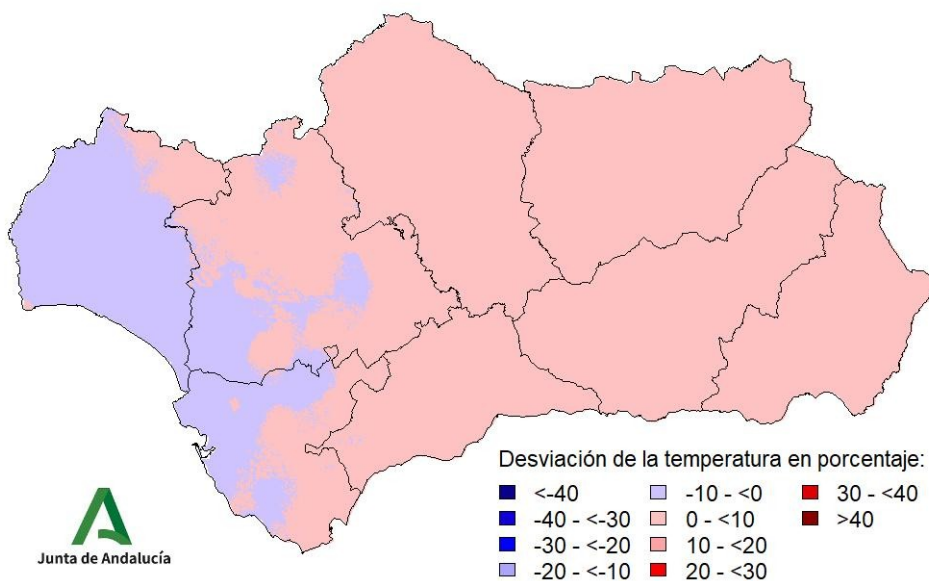 Desviación de la temperatura en porcentaje:
<-40
-40 - <-30
-30 - <-20
-20 - <-10
-10 - <0
0 - <10
10 - <20
20 - <30
30 - <40
>40
Junta de Andalucía